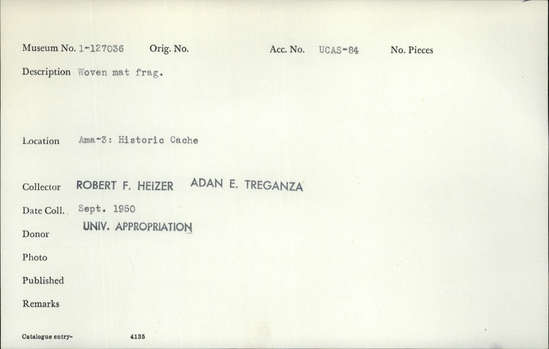 Museum No. 1-127036 Orig. No. Acc. No. UCAS-84 No. Pieces
Description Woven mat frag.
Location Ama-3: Historic Cache
Collector ROBERT F. HEIZER ADAN E. TREGANZA
Date Coll. Sept. 1950
Donor UNIV. APPROPRIATION
Photo
Published
Remarks
Catalogue entry- 4135